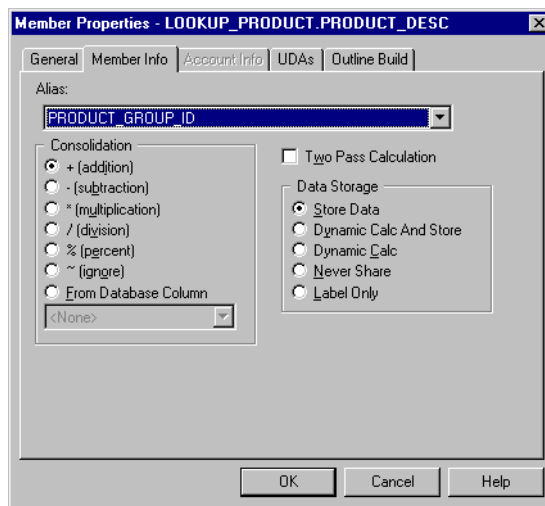 Member Properties - LOOKUP_PRODUCT.PRODUCT_DESC
General Member Info Account Info UDAs Outline Build
Alias:
PRODUCT_GROUP_ID
Consolidation
+ (addition)
- (subtraction)
* (multiplication)
/ (division)
% (percent)
~ (ignore)
From Database Column
<None>
Two Pass Calculation
Data Storage
Store Data
Dynamic Calc And Store
Dynamic Calc
Never Share
Label Only
OK Cancel Help